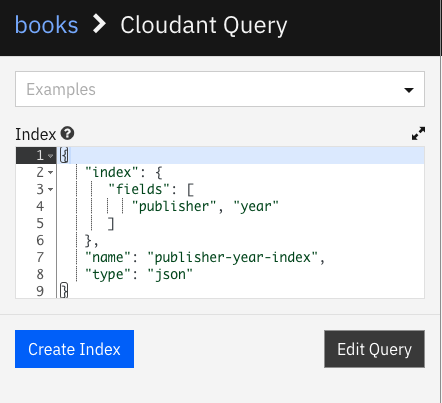 books > Cloudant Query
Examples
Index ?
1 {
2 "index": {
3 "fields": [
4 "publisher", "year"
5 ]
6 },
7 "name": "publisher-year-index",
8 "type": "json"
9 }
Create Index
Edit Query